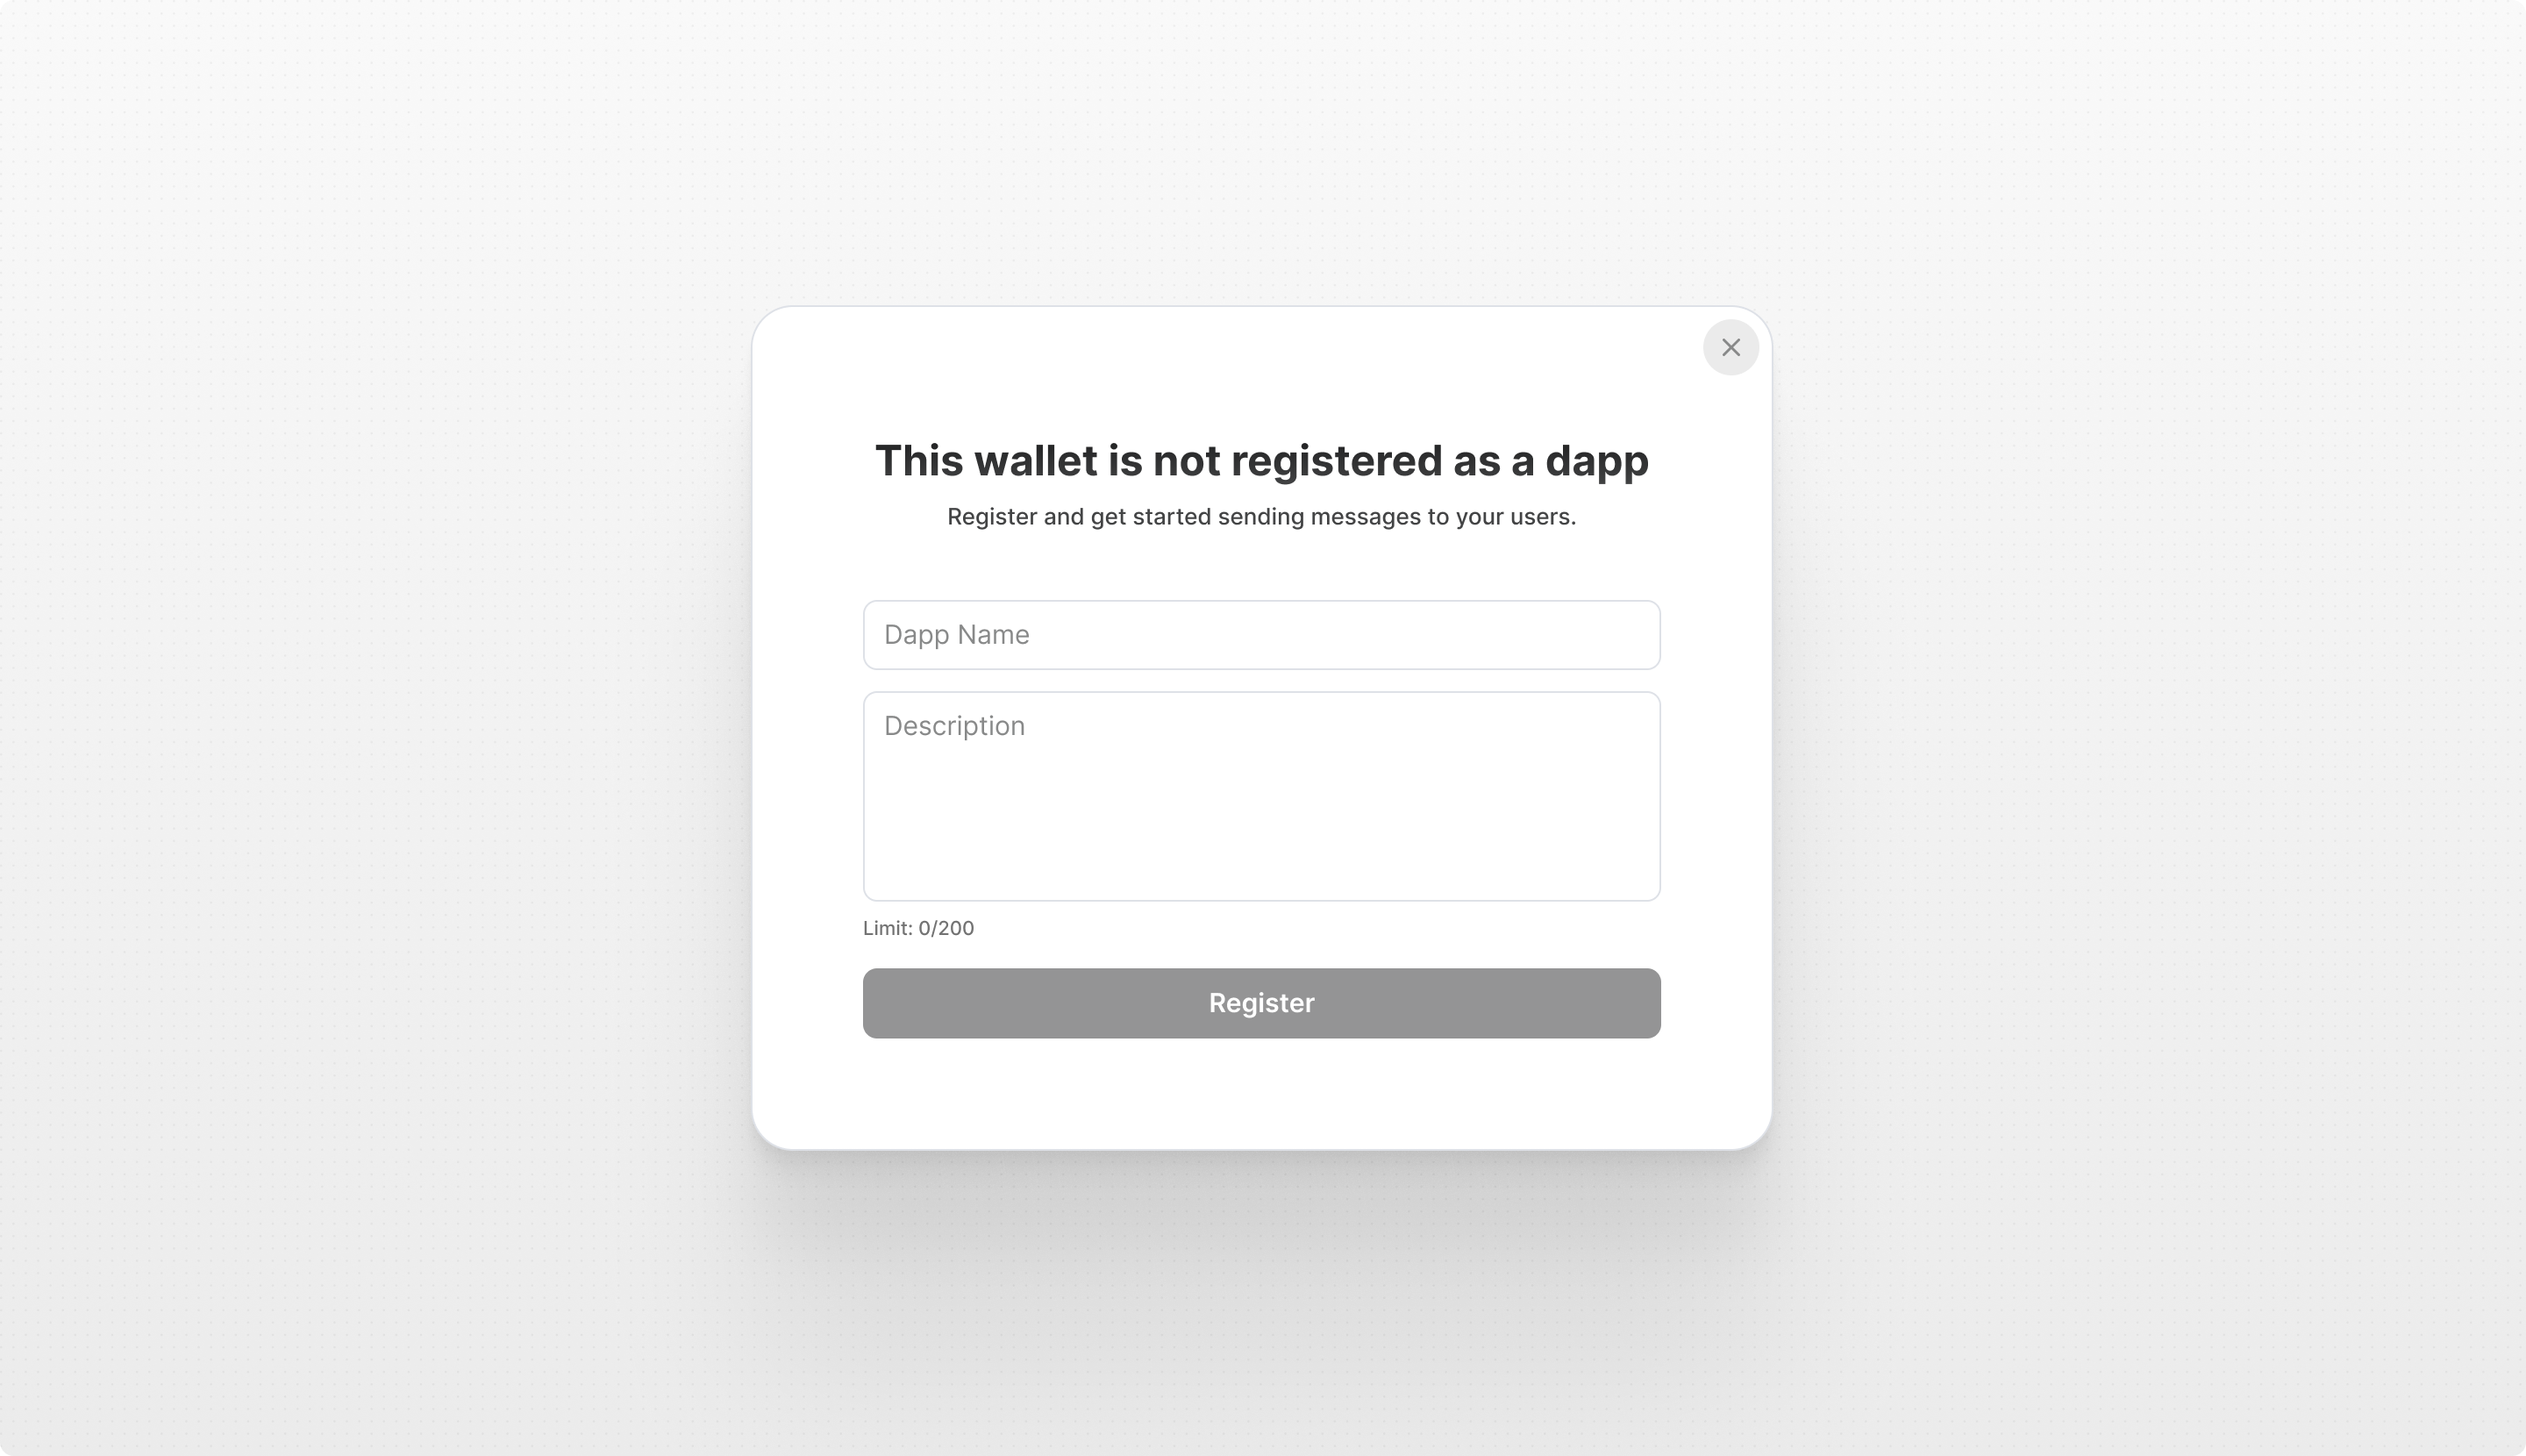 This wallet is not registered as a dapp
Register and get started sending messages to your users.
Dapp Name
Description
Limit: 0/200
Register